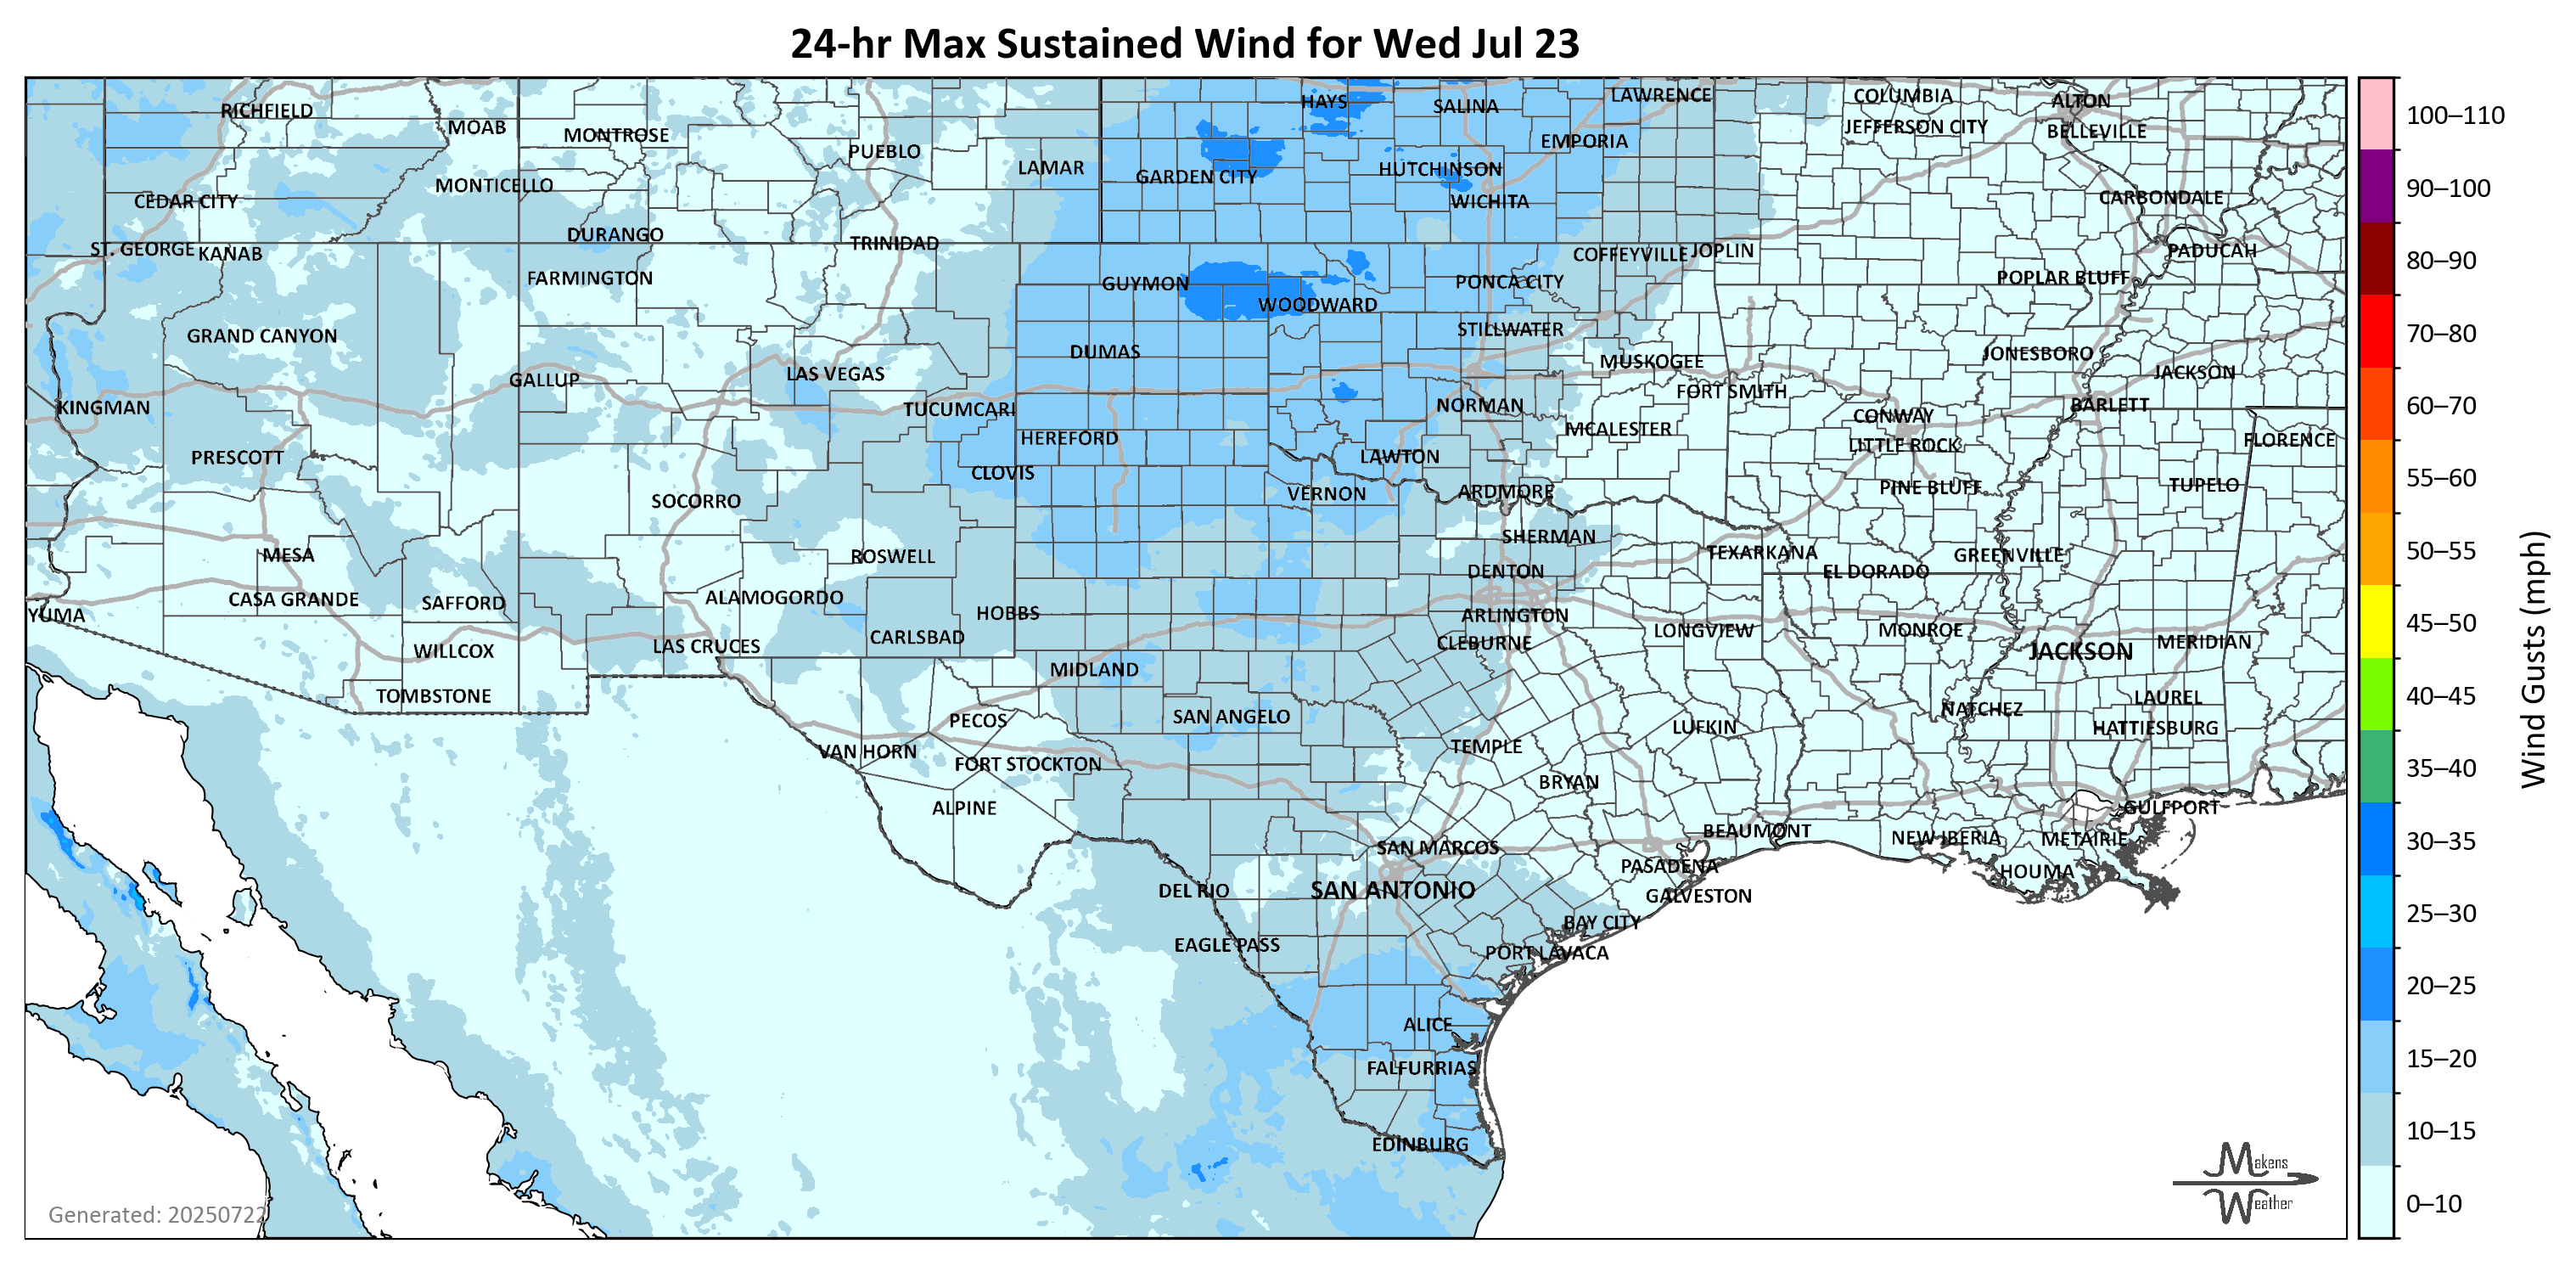 24-hr Max Sustained Wind for Wed Jul 23
RICHFIELD
MOAB
MONTROSE
PUEBLO
LAMAR
HAYS
SALINA
LAWRENCE
EMPORIA
COLUMBIA
JEFFERSON CITY
ALTON
BELLEVILLE
CEDAR CITY
MONTICELLO
GARDEN CITY
HUTCHINSON
WICHITA
CARBONDALE
ST. GEORGE
KANAB
DURANGO
TRINIDAD
COFFEYVILLE
JOPLIN
PADUCAH
FARMINGTON
GUYMON
WOODWARD
PONCA CITY
POPLAR BLUFF
GRAND CANYON
DUMAS
STILLWATER
MUSKOGEE
JONESBORO
GALLUP
LAS VEGAS
FORT SMITH
JACKSON
KINGMAN
TUCUMCARI
NORMAN
CONWAY
BARLETT
PRESCOTT
HEREFORD
LAWTON
MCALESTER
LITTLE ROCK
FLORENCE
CLOVIS
SOCORRO
VERNON
ARDMORE
PINE BLUFF
TUPELO
MESA
ROSWELL
SHERMAN
TEXARKANA
GREENVILLE
DENTON
EL DORADO
YUMA
CASA GRANDE
SAFFORD
ALAMOGORDO
HOBBS
ARLINGTON
WILLCOX
LAS CRUCES
CARLSBAD
CLEBURNE
LONGVIEW
MONROE
JACKSON
MERIDIAN
TOMBSTONE
MIDLAND
PECOS
SAN ANGELO
LUFKIN
NATCHEZ
LAUREL
HATTIESBURG
VAN HORN
FORT STOCKTON
TEMPLE
ALPINE
BRYAN
GULFPORT
BEAUMONT
NEW IBERIA
METAIRIE
SAN MARCOS
PASADENA
HOUMA
DEL RIO
SAN ANTONIO
GALVESTON
EAGLE PASS
BAY CITY
PORT LAVACA
ALICE
FALFURRIAS
EDINBURG
Generated: 20250722
Makens
Weather
100–110
90–100
80–90
70–80
60–70
55–60
50–55
45–50
40–45
35–40
30–35
25–30
20–25
15–20
10–15
0–10
Wind Gusts (mph)